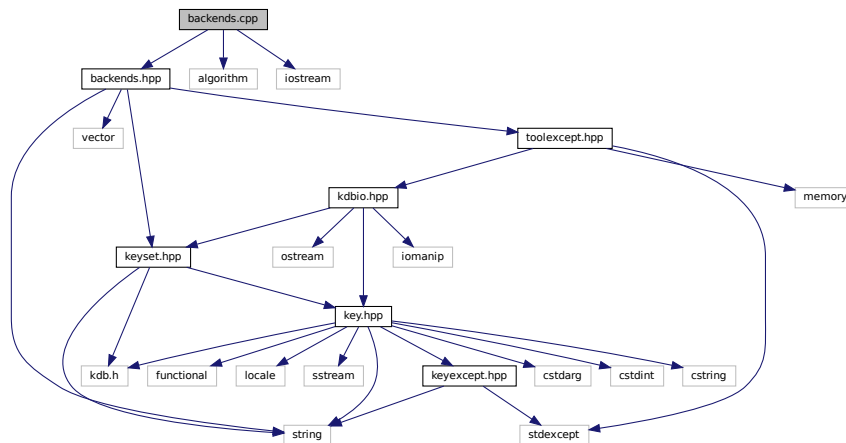 backends.cpp
backends.hpp
algorithm
iostream
vector
toolexcept.hpp
kdbio.hpp
memory
keyset.hpp
ostream
iomanip
key.hpp
kdb.h
functional
locale
sstream
keyexcept.hpp
cstdarg
cstdint
cstring
string
stdexcept